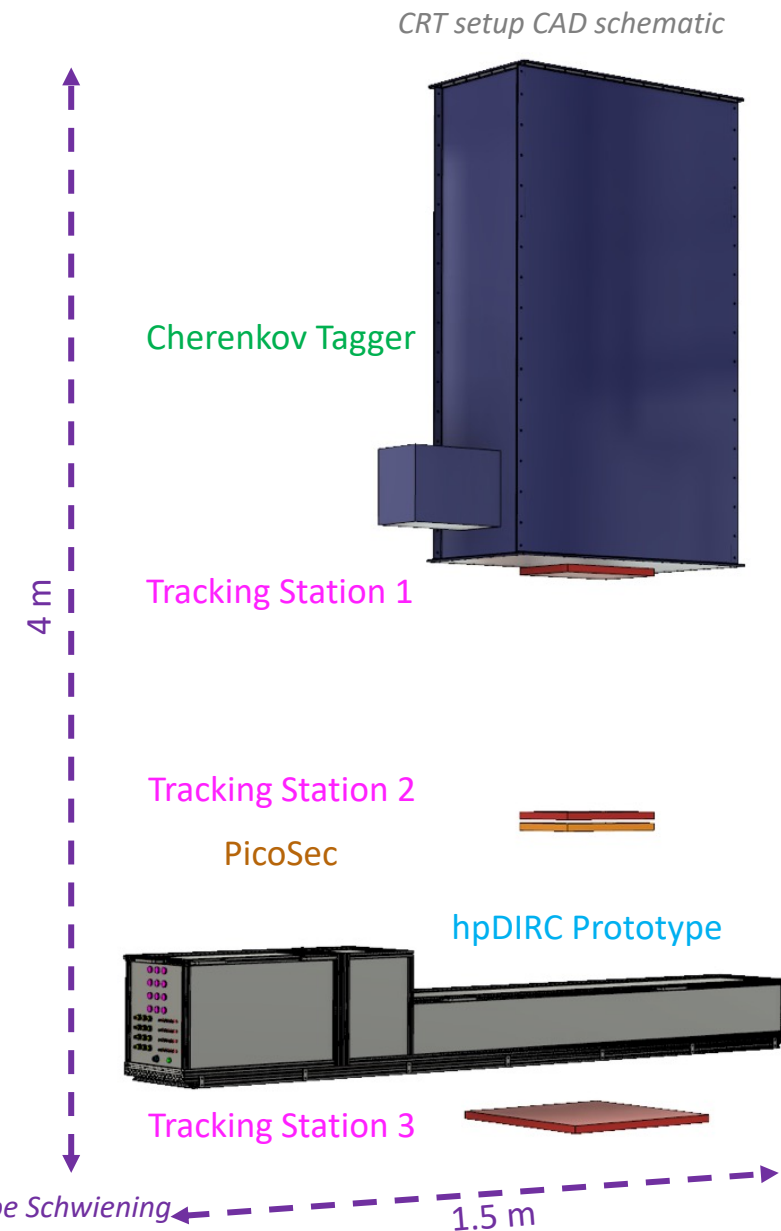 CRT setup CAD schematic
Cherenkov Tagger
Tracking Station 1
4 m
Tracking Station 2
PicoSec
hpDIRC Prototype
Tracking Station 3
Schwiening
1.5 m